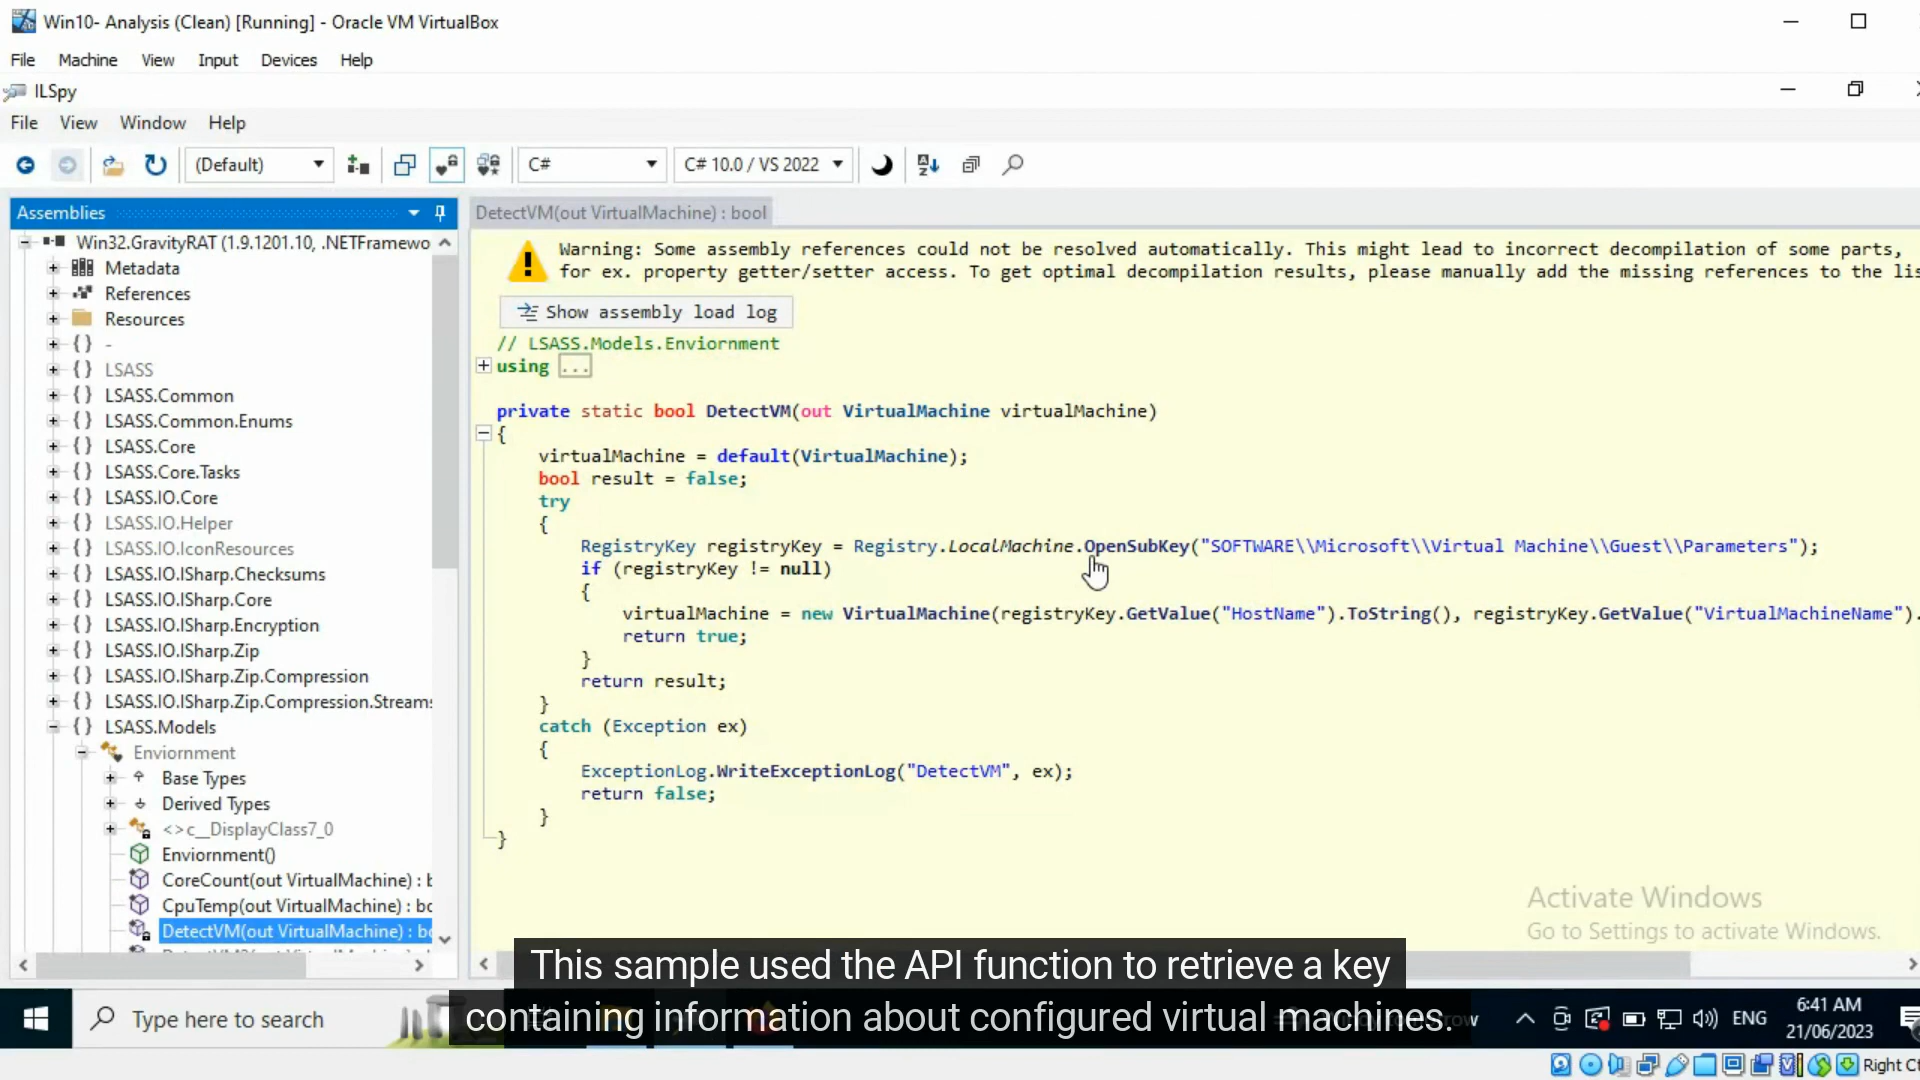 Win10- Analysis (Clean) [Running] - Oracle VM VirtualBox
File Machine View Input Devices Help
ILSpy
File View Window Help
(Default) C# C# 10.0 / VS 2022
Assemblies
DetectVM(out VirtualMachine) : bool
Win32.GravityRAT (1.9.1201.10, .NETFramewo
Metadata
References
Resources
{ } -
{ } LSASS
{ } LSASS.Common
{ } LSASS.Common.Enums
{ } LSASS.Core
{ } LSASS.Core.Tasks
{ } LSASS.IO.Core
{ } LSASS.IO.Helper
{ } LSASS.IO.IconResources
{ } LSASS.IO.ISharp.Checksums
{ } LSASS.IO.ISharp.Core
{ } LSASS.IO.ISharp.Encryption
{ } LSASS.IO.ISharp.Zip
{ } LSASS.IO.ISharp.Zip.Compression
{ } LSASS.IO.ISharp.Zip.Compression.Streams
{ } LSASS.Models
Enviornment
Base Types
Derived Types
<>c__DisplayClass7_0
Enviornment()
CoreCount(out VirtualMachine) : b
CpuTemp(out VirtualMachine) : bo
DetectVM(out VirtualMachine) : bo
Warning: Some assembly references could not be resolved automatically. This might lead to incorrect decompilation of some parts,
for ex. property getter/setter access. To get optimal decompilation results, please manually add the missing references to the lis
Show assembly load log
// LSASS.Models.Enviornment
using ...
private static bool DetectVM(out VirtualMachine virtualMachine)
{
virtualMachine = default(VirtualMachine);
bool result = false;
try
{
RegistryKey registryKey = Registry.LocalMachine.OpenSubKey("SOFTWARE\\Microsoft\\Virtual Machine\\Guest\\Parameters");
if (registryKey != null)
{
virtualMachine = new VirtualMachine(registryKey.GetValue("HostName").ToString(), registryKey.GetValue("VirtualMachineName").
return true;
}
return result;
}
catch (Exception ex)
{
ExceptionLog.WriteExceptionLog("DetectVM", ex);
return false;
}
}
Activate Windows
Go to Settings to activate Windows.
This sample used the API function to retrieve a key
containing information about configured virtual machines.
Type here to search
ENG
6:41 AM
21/06/2023
Right Ct